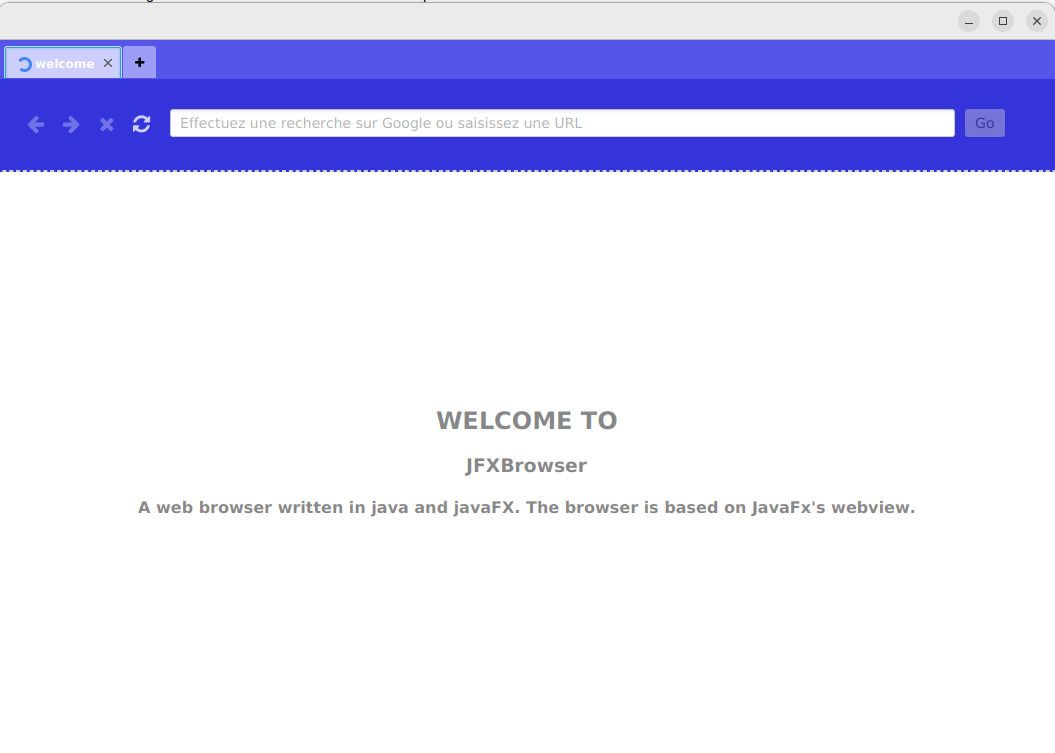 welcome
Effectuez une recherche sur Google ou saisissez une URL
Go
WELCOME TO
JFXBrowser
A web browser written in java and javaFX. The browser is based on JavaFx's webview.